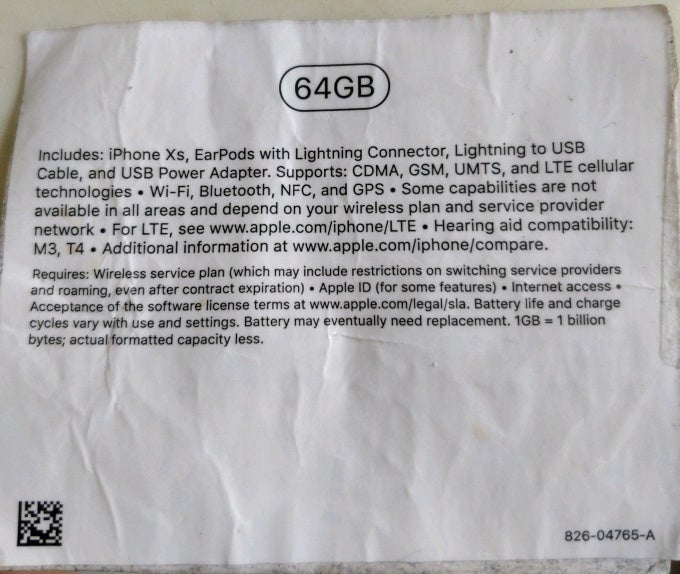 64GB
Includes: iPhone Xs, EarPods with Lightning Connector, Lightning to USB
Cable, and USB Power Adapter. Supports: CDMA, GSM, UMTS, and LTE cellular
technologies • Wi-Fi, Bluetooth, NFC, and GPS • Some capabilities are not
available in all areas and depend on your wireless plan and service provider
network • For LTE, see www.apple.com/iphone/LTE • Hearing aid compatibility:
M3, T4 • Additional information at www.apple.com/iphone/compare.
Requires: Wireless service plan (which may include restrictions on switching service providers
and roaming, even after contract expiration) • Apple ID (for some features) • Internet access •
Acceptance of the software license terms at www.apple.com/legal/sla. Battery life and charge
cycles vary with use and settings. Battery may eventually need replacement. 1GB = 1 billion
bytes; actual formatted capacity less.
826-04765-A